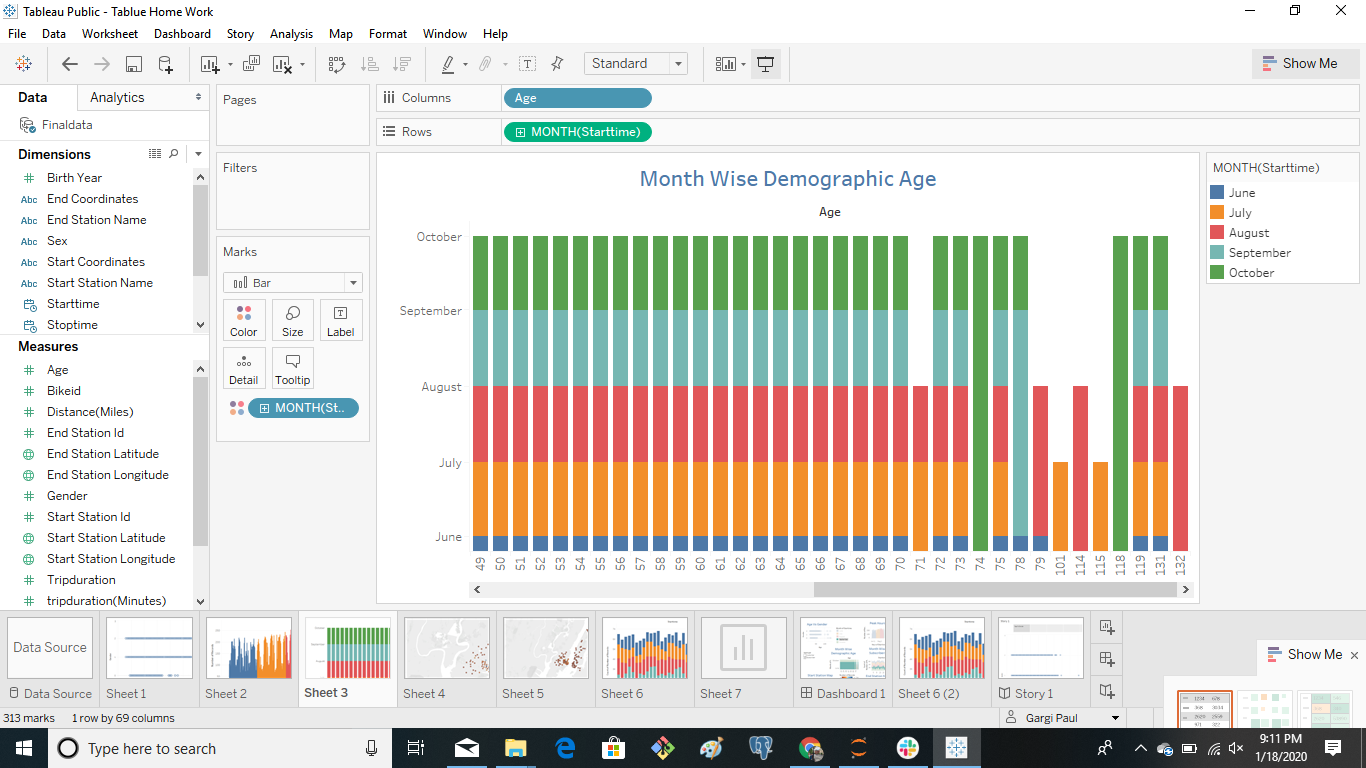 Tableau Public - Tablue Home Work
File Data Worksheet Dashboard Story Analysis Map Format Window Help
Standard
Show Me
Data Analytics
Finaldata
Dimensions
# Birth Year
Abc End Coordinates
Abc End Station Name
Abc Sex
Abc Start Coordinates
Abc Start Station Name
Starttime
Stoptime
Measures
# Age
# Bikeid
# Distance(Miles)
# End Station Id
End Station Latitude
End Station Longitude
# Gender
# Start Station Id
Start Station Latitude
Start Station Longitude
# Tripduration
# tripduration(Minutes)
Pages
Filters
Marks
Bar
Color Size Label
Detail Tooltip
MONTH(St..
Columns Age
Rows MONTH(Starttime)
Month Wise Demographic Age
Age
October
September
August
July
June
49 50 51 52 53 54 55 56 57 58 59 60 61 62 63 64 65 66 67 68 69 70 71 72 73 74 75 78 79 101 114 115 118 119 131 132
MONTH(Starttime)
June
July
August
September
October
Data Source
Data Source Sheet 1 Sheet 2 Sheet 3 Sheet 4 Sheet 5 Sheet 6 Sheet 7 Dashboard 1 Sheet 6 (2) Story 1
Show Me
313 marks 1 row by 69 columns
Gargi Paul
Type here to search
9:11 PM
1/18/2020